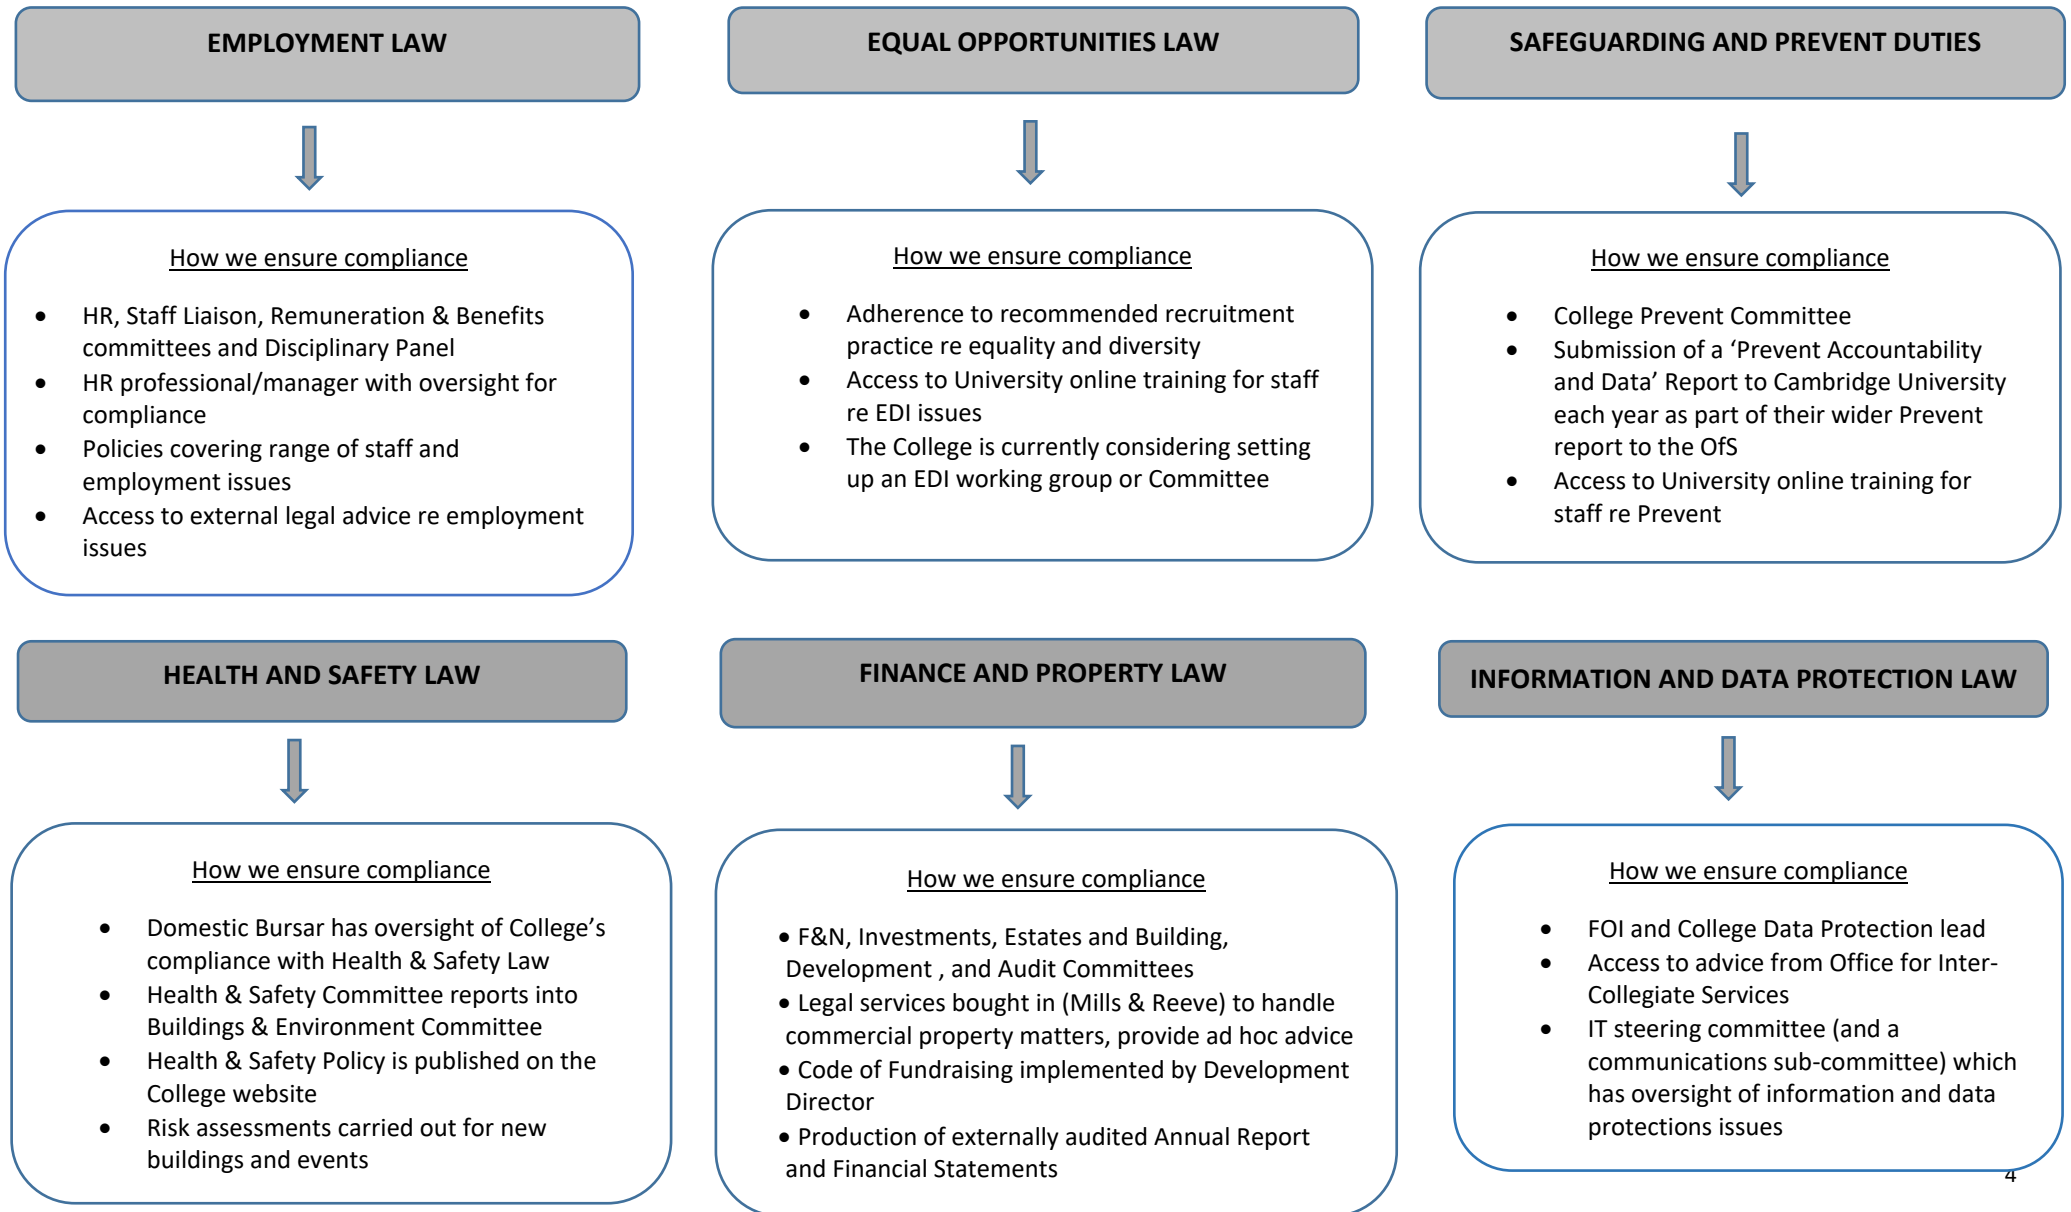 EMPLOYMENT LAW
How we ensure compliance
• HR, Staff Liaison, Remuneration & Benefits
committees and Disciplinary Panel
• HR professional/manager with oversight for
compliance
• Policies covering range of staff and
employment issues
• Access to external legal advice re employment
issues
EQUAL OPPORTUNITIES LAW
How we ensure compliance
• Adherence to recommended recruitment
practice re equality and diversity
• Access to University online training for staff
re EDI issues
• The College is currently considering setting
up an EDI working group or Committee
SAFEGUARDING AND PREVENT DUTIES
How we ensure compliance
• College Prevent Committee
• Submission of a ‘Prevent Accountability
and Data’ Report to Cambridge University
each year as part of their wider Prevent
report to the OfS
• Access to University online training for
staff re Prevent
HEALTH AND SAFETY LAW
How we ensure compliance
• Domestic Bursar has oversight of College’s
compliance with Health & Safety Law
• Health & Safety Committee reports into
Buildings & Environment Committee
• Health & Safety Policy is published on the
College website
• Risk assessments carried out for new
buildings and events
FINANCE AND PROPERTY LAW
How we ensure compliance
• F&N, Investments, Estates and Building,
Development , and Audit Committees
• Legal services bought in (Mills & Reeve) to handle
commercial property matters, provide ad hoc advice
• Code of Fundraising implemented by Development
Director
• Production of externally audited Annual Report
and Financial Statements
INFORMATION AND DATA PROTECTION LAW
How we ensure compliance
• FOI and College Data Protection lead
• Access to advice from Office for Inter-
Collegiate Services
• IT steering committee (and a
communications sub-committee) which
has oversight of information and data
protections issues
4